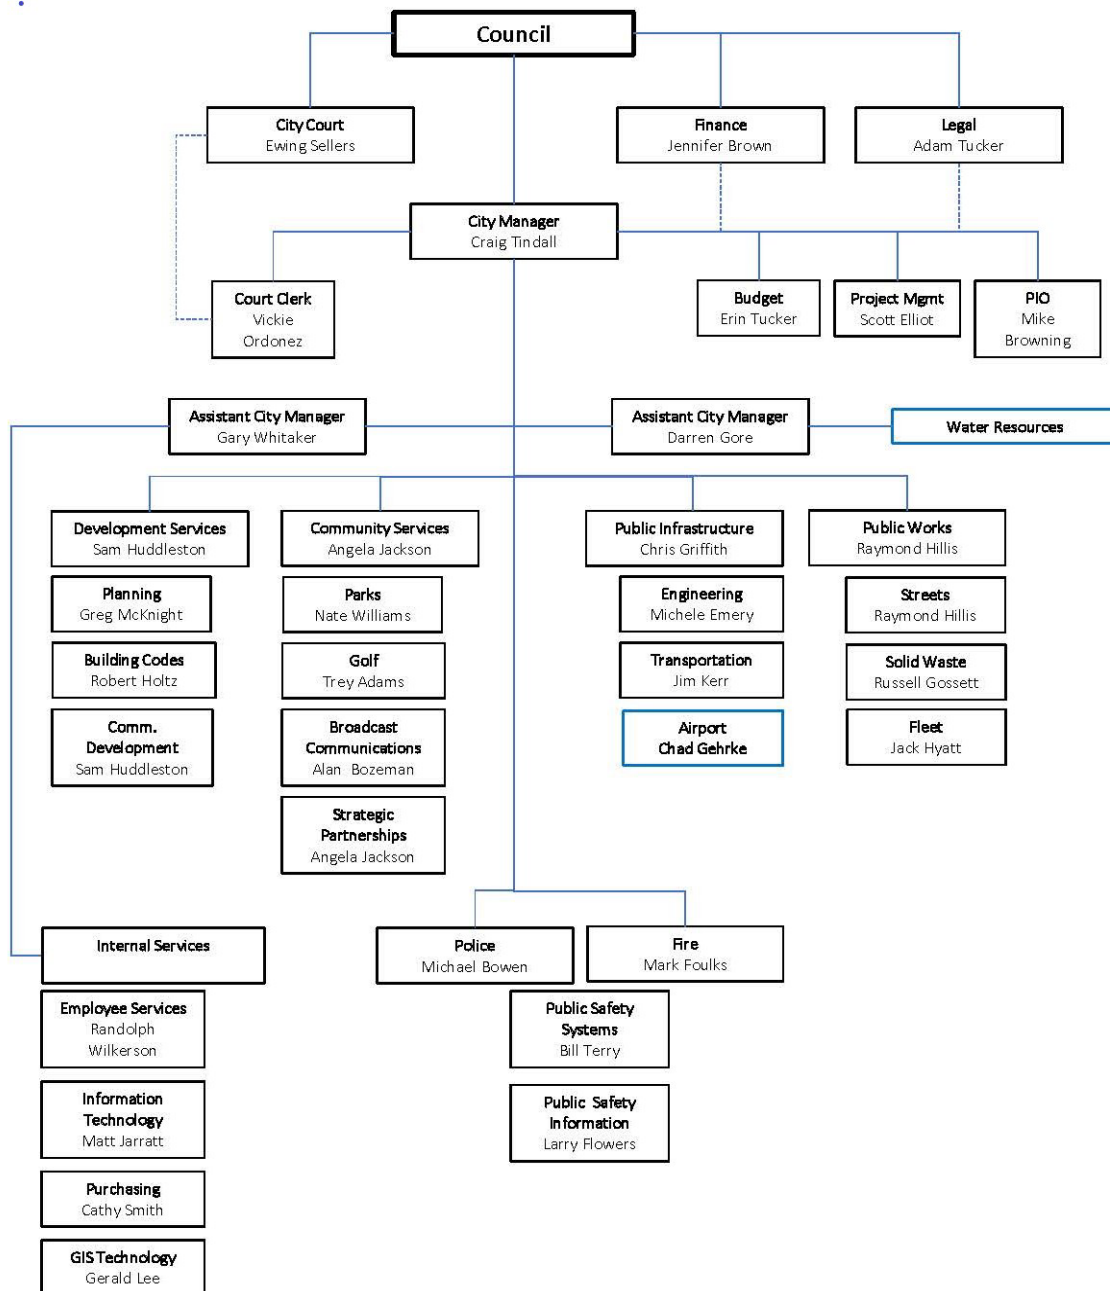 Council
City Court
Ewing Sellers
Finance
Jennifer Brown
Legal
Adam Tucker
City Manager
Craig Tindall
Court Clerk
Vickie
Ordonez
Budget
Erin Tucker
Project Mgmt
Scott Elliot
PIO
Mike
Browning
Assistant City Manager
Gary Whitaker
Assistant City Manager
Darren Gore
Water Resources
Development Services
Sam Huddleston
Planning
Greg McKnight
Building Codes
Robert Holtz
Comm.
Development
Sam Huddleston
Community Services
Angela Jackson
Parks
Nate Williams
Golf
Trey Adams
Broadcast
Communications
Alan Bozeman
Strategic
Partnerships
Angela Jackson
Public Infrastructure
Chris Griffith
Engineering
Michele Emery
Transportation
Jim Kerr
Airport
Chad Gehrke
Public Works
Raymond Hillis
Streets
Raymond Hillis
Solid Waste
Russell Gossett
Fleet
Jack Hyatt
Internal Services
Employee Services
Randolph
Wilkerson
Information
Technology
Matt Jarratt
Purchasing
Cathy Smith
GIS Technology
Gerald Lee
Police
Michael Bowen
Fire
Mark Foulks
Public Safety
Systems
Bill Terry
Public Safety
Information
Larry Flowers